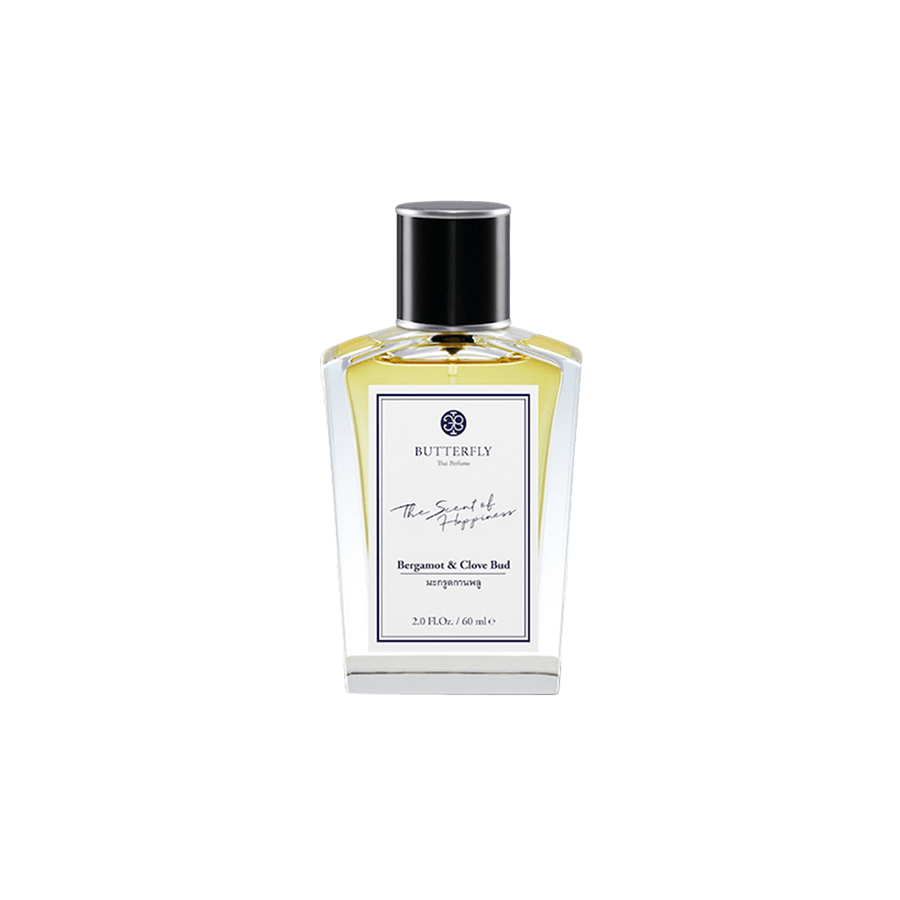 BUTTERFLY
Thai Perfume
The Scent of
Happiness
Bergamot & Clove Bud
มะกรูดกานพลู
2.0 Fl.Oz. / 60 ml ℮